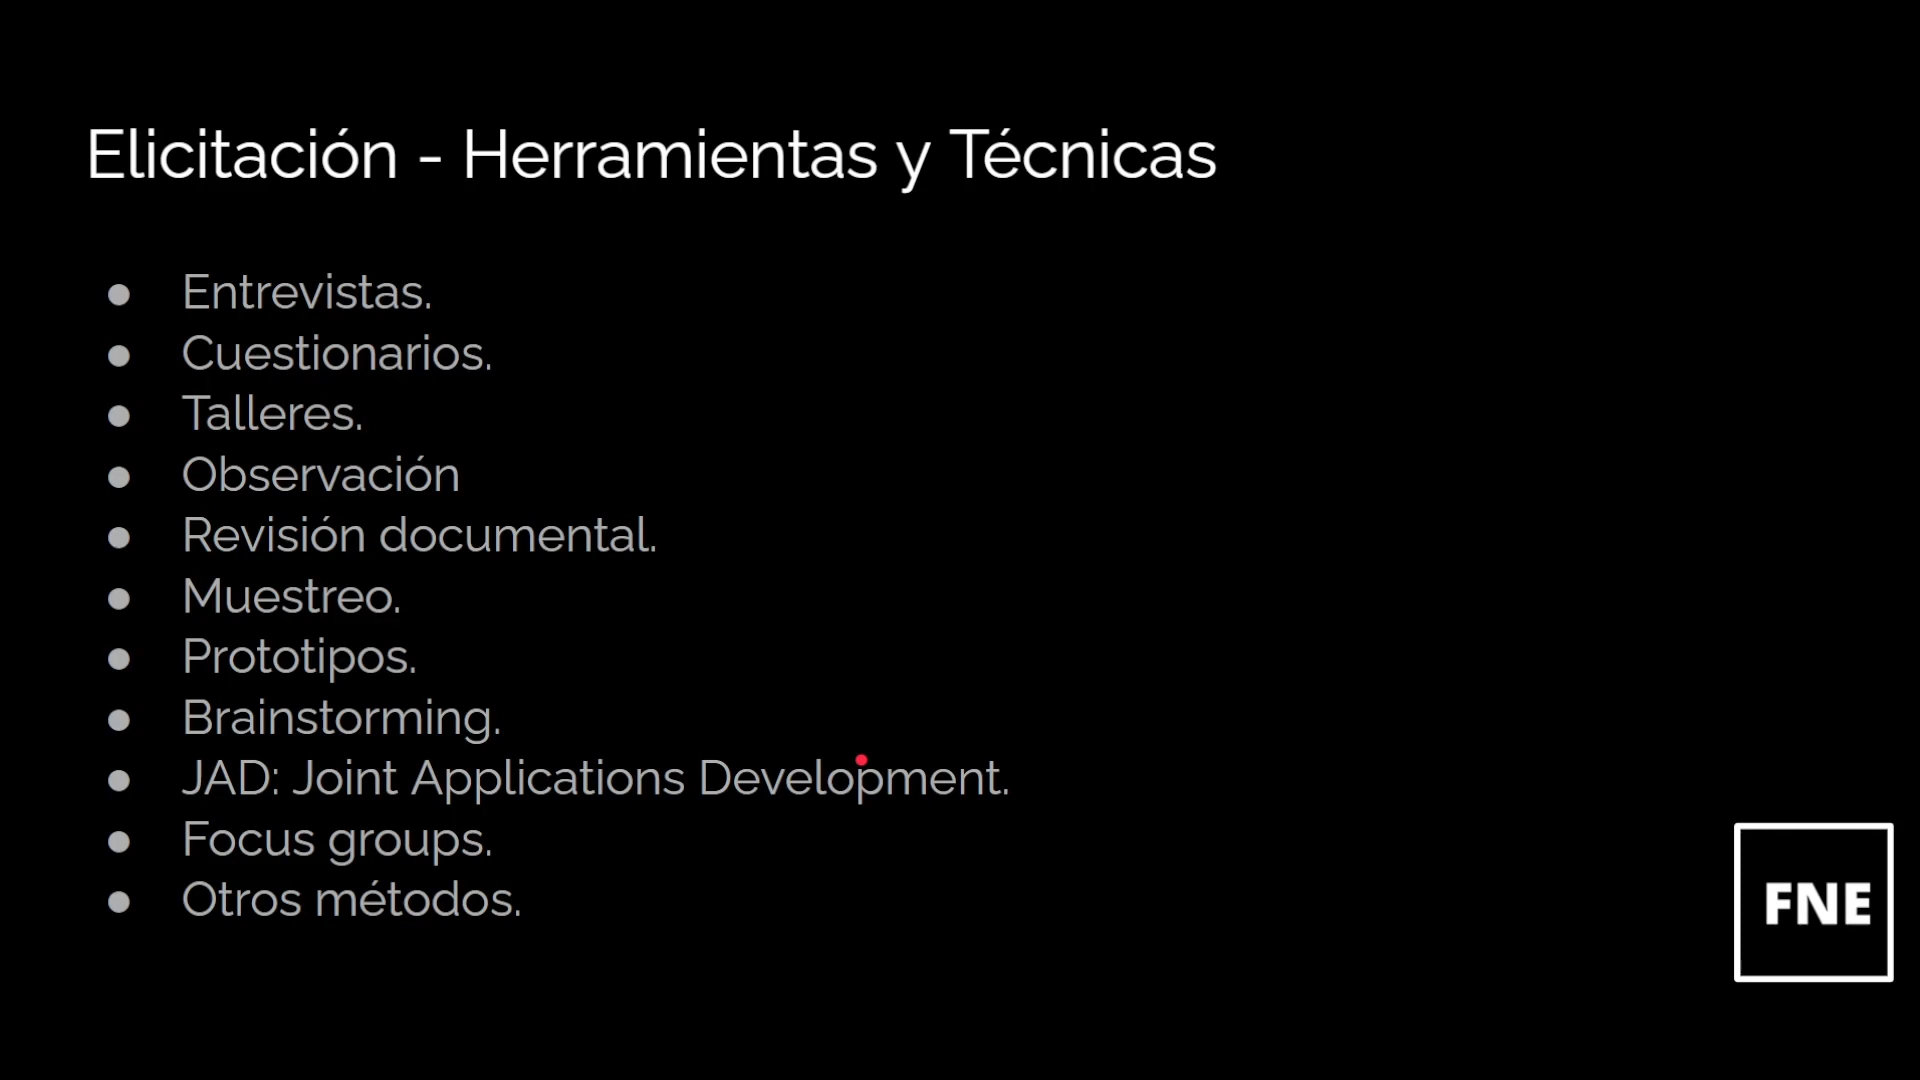 Elicitación - Herramientas y Técnicas
● Entrevistas.
● Cuestionarios.
● Talleres.
● Observación
● Revisión documental.
● Muestreo.
● Prototipos.
● Brainstorming.
● JAD: Joint Applications Development.
● Focus groups.
● Otros métodos.
FNE